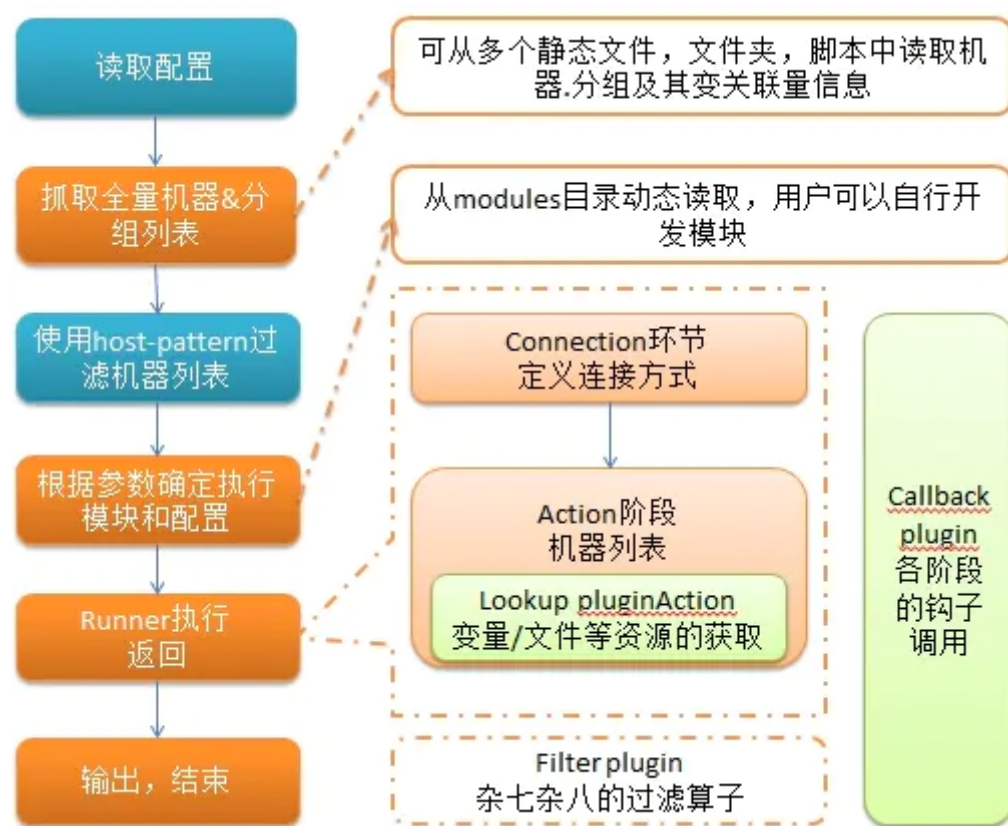 读取配置
抓取全量机器&分
组列表
使用host-pattern过
滤机器列表
根据参数确定执行
模块和配置
Runner执行
返回
输出，结束
可从多个静态文件，文件夹，脚本中读取机
器.分组及其变关联量信息
从modules目录动态读取，用户可以自行开
发模块
Connection环节
定义连接方式
Action阶段
机器列表
Lookup pluginAction
变量/文件等资源的获取
Filter plugin
杂七杂八的过滤算子
Callback
plugin
各阶段
的钩子
调用